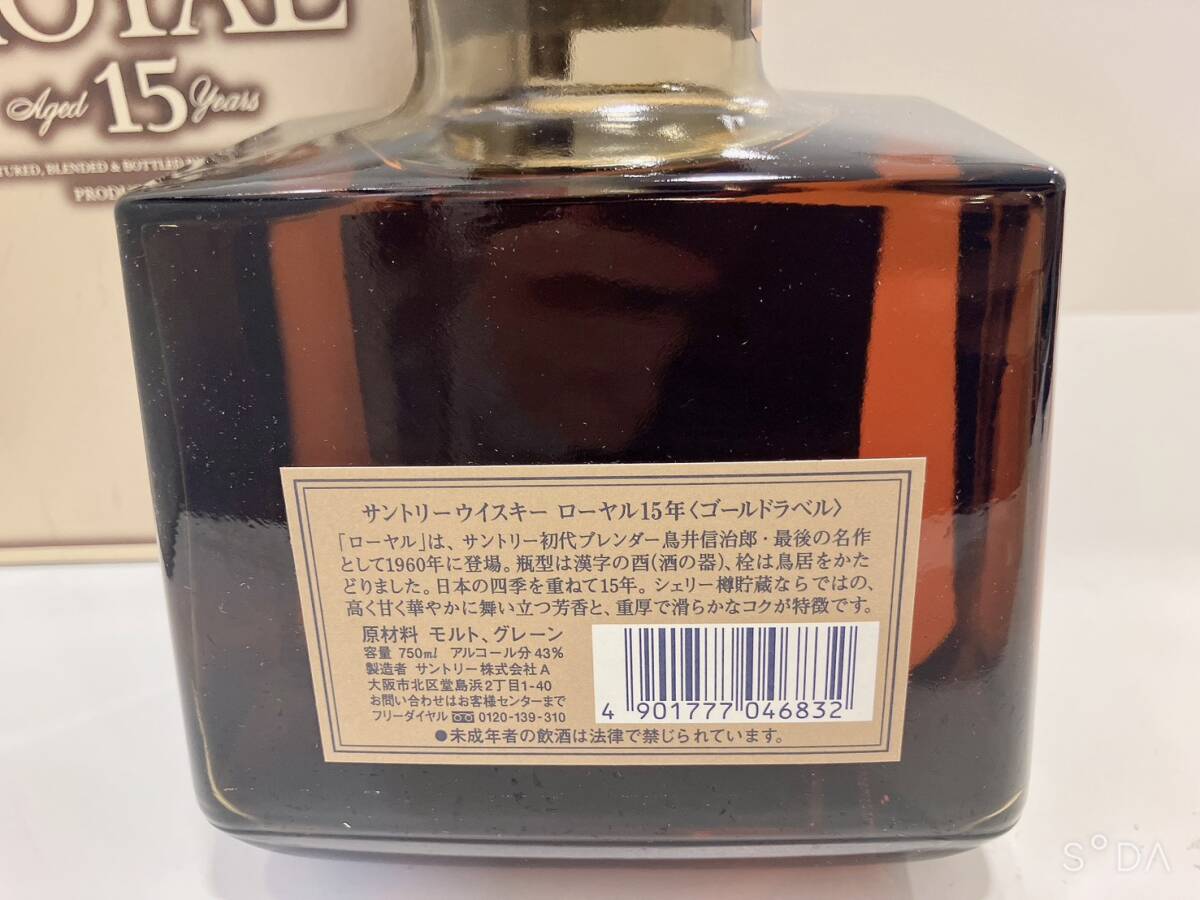 Aged 15 Years
BLENDED & BOTTLED
サントリーウイスキー ローヤル15年〈ゴールドラベル〉
「ローヤル」は、サントリー初代ブレンダー鳥井信治郎・最後の名作
として1960年に登場。瓶型は漢字の酉(酒の器)、栓は鳥居をかた
どりました。日本の四季を重ねて15年。シェリー樽貯蔵ならではの、
高く甘く華やかに舞い立つ芳香と、重厚で滑らかなコクが特徴です。
原材料 モルト、グレーン
容量 750ml アルコール分43%
製造者 サントリー株式会社A
大阪市北区堂島浜2丁目1-40
お問い合わせはお客様センターまで
フリーダイヤル 0120-139-310
4 901777 046832
●未成年者の飲酒は法律で禁じられています。
SODA